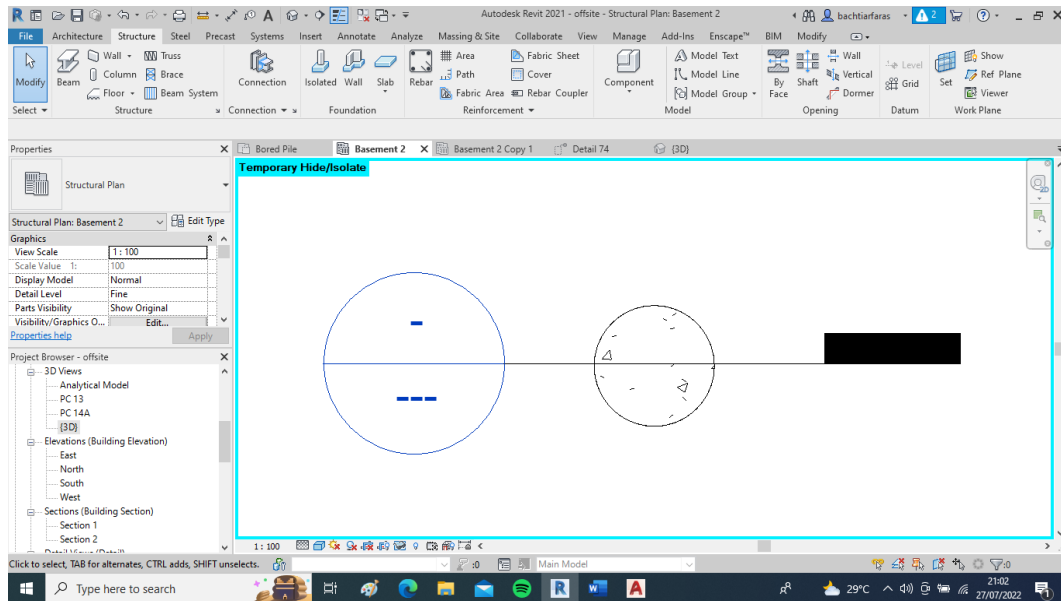 Autodesk Revit 2021 - offsite - Structural Plan: Basement 2
bachtiarfaras
2
File Architecture Structure Steel Precast Systems Insert Annotate Analyze Massing & Site Collaborate View Manage Add-Ins Enscape™ BIM Modify
Modify
Beam
Wall Truss
Column Brace
Floor Beam System
Connection
Isolated Wall Slab
Rebar
Area Fabric Sheet
Path Cover
Fabric Area Rebar Coupler
Component
Model Text
Model Line
Model Group
By Face
Shaft
Wall
Vertical
Dormer
Level
Grid
Set
Show
Ref Plane
Viewer
Select Structure Connection Foundation Reinforcement Model Opening Datum Work Plane
Properties
Bored Pile Basement 2 Basement 2 Copy 1 Detail 74 {3D}
Temporary Hide/Isolate
2D
Structural Plan
Structural Plan: Basement 2 Edit Type
Graphics
View Scale 1 : 100
Scale Value 1: 100
Display Model Normal
Detail Level Fine
Parts Visibility Show Original
Visibility/Graphics O... Edit...
Properties help Apply
Project Browser - offsite
3D Views
Analytical Model
PC 13
PC 14A
{3D}
Elevations (Building Elevation)
East
North
South
West
Sections (Building Section)
Section 1
Section 2
Detail Views (Detail)
- 
---
1 : 100
Click to select, TAB for alternates, CTRL adds, SHIFT unselects. :0 Main Model :0
Type here to search
29°C
21:02
27/07/2022